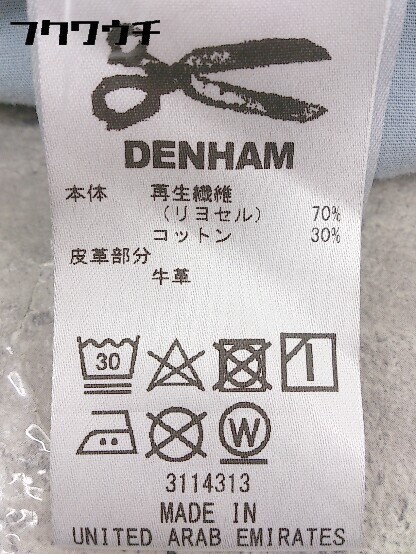 フクワウチ
DENHAM
本体 再生繊維
(リヨセル) 70%
コットン 30%
皮革部分
牛革
30
W
3114313
MADE IN
UNITED ARAB EMIRATES